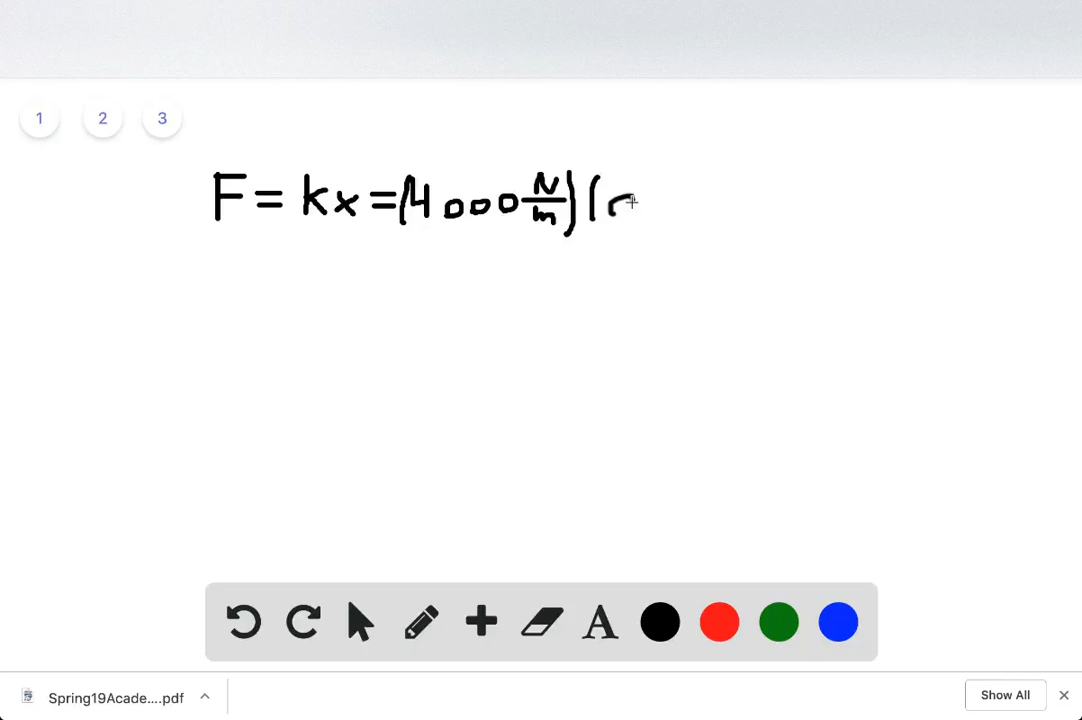 1 2 3
F = kx = (4000 N/m) (
A
Spring19Acade....pdf Show All